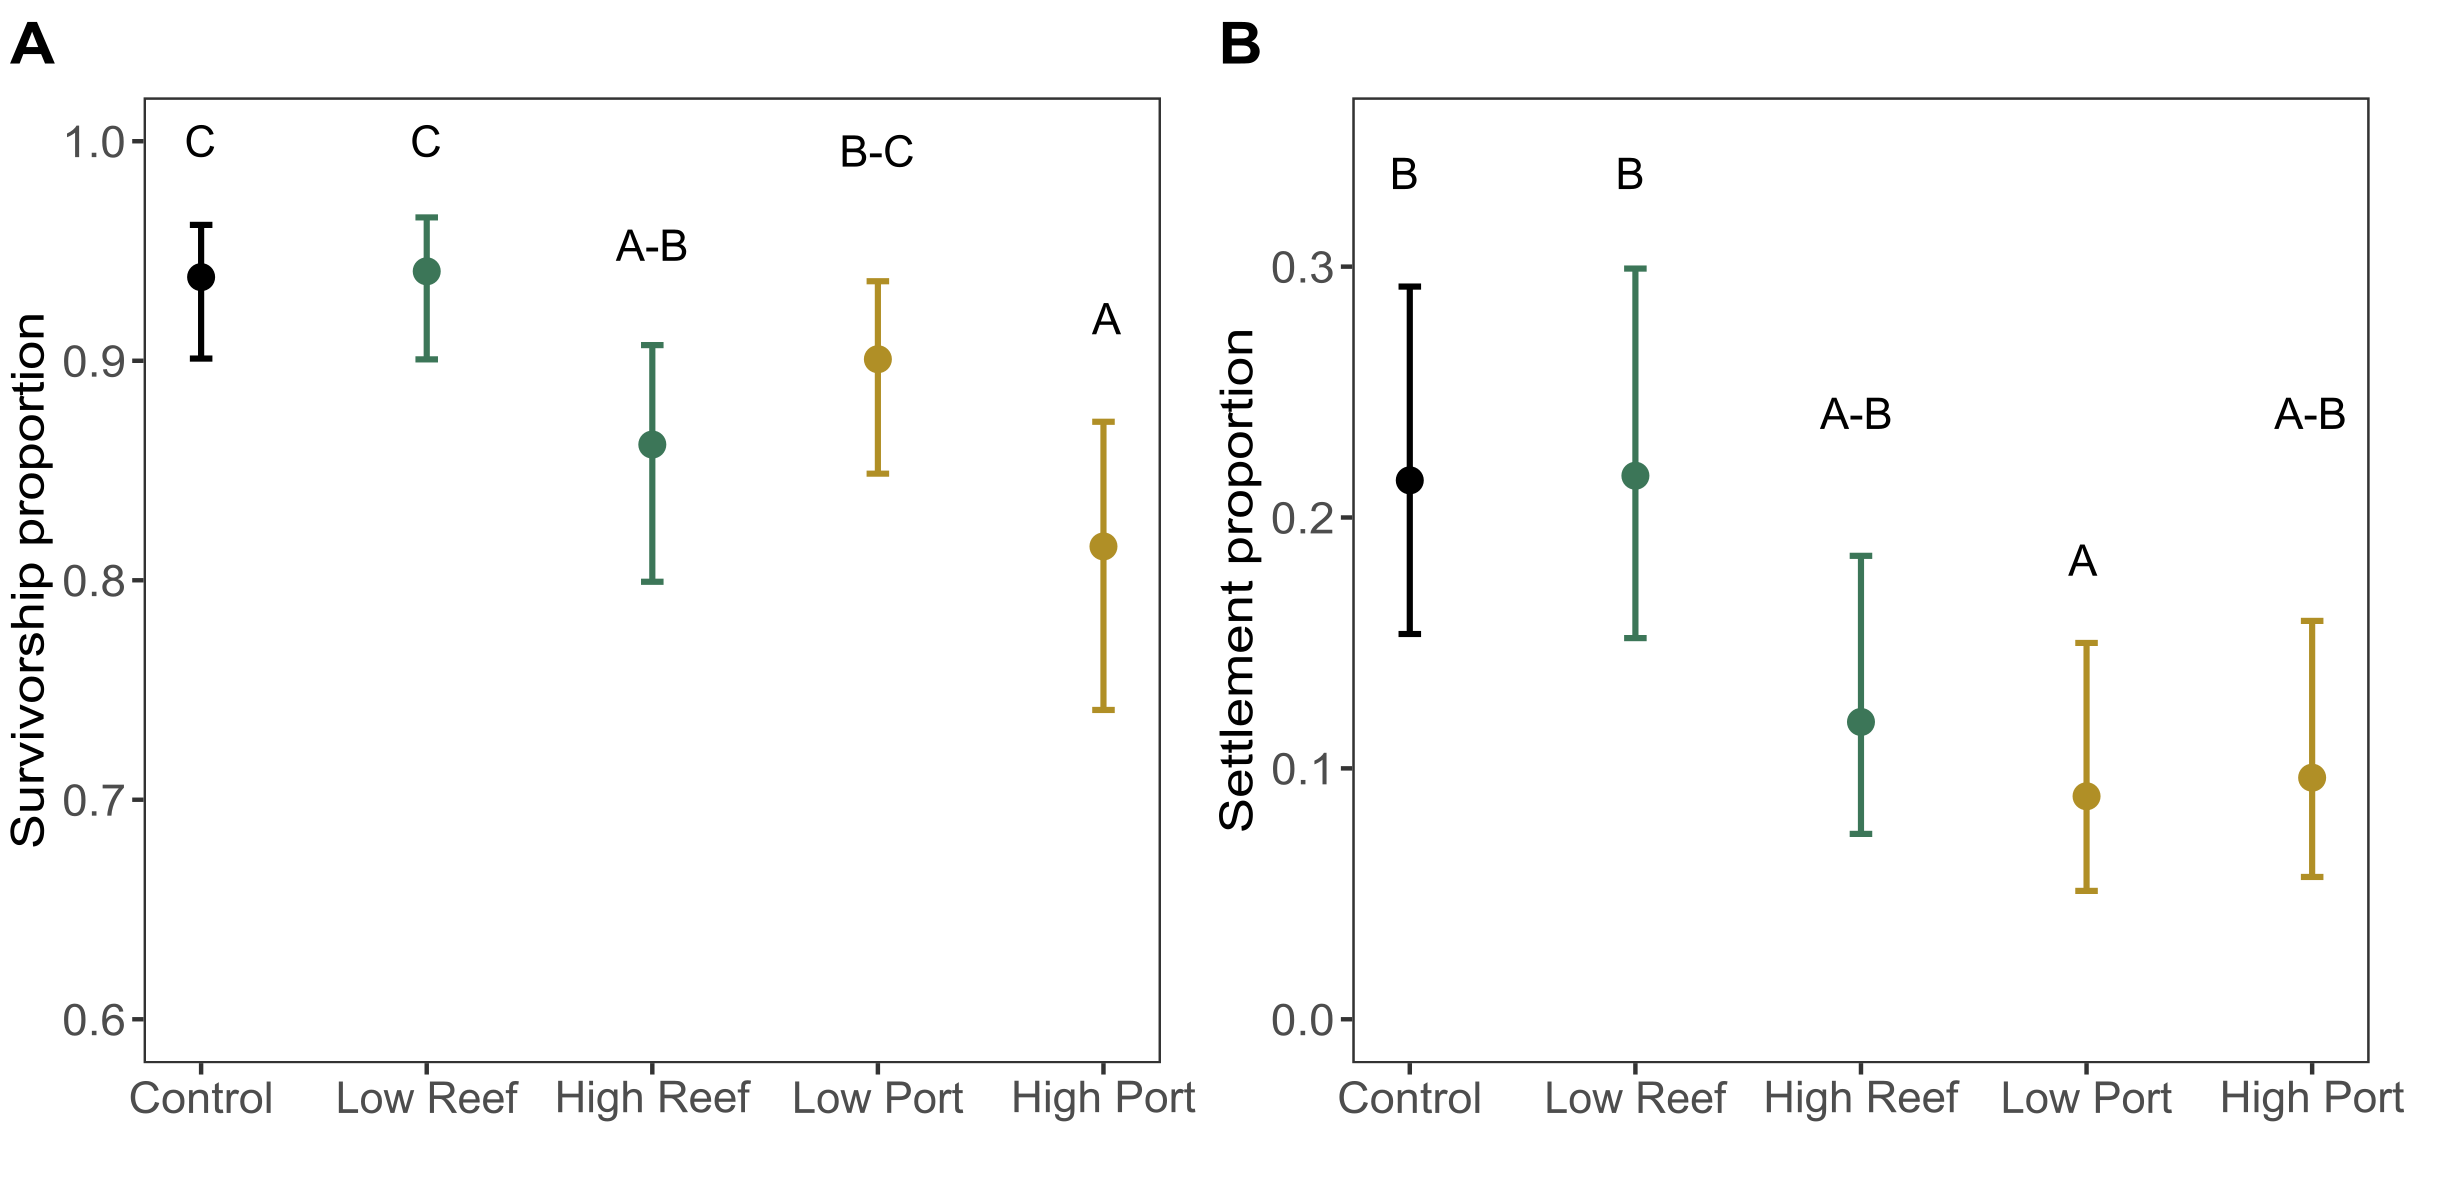 A
B
Survivorship proportion
1.0
0.9
0.8
0.7
0.6
C
C
A-B
B-C
A
Control
Low Reef
High Reef
Low Port
High Port
Settlement proportion
0.3
0.2
0.1
0.0
B
B
A-B
A
A-B
Control
Low Reef
High Reef
Low Port
High Port